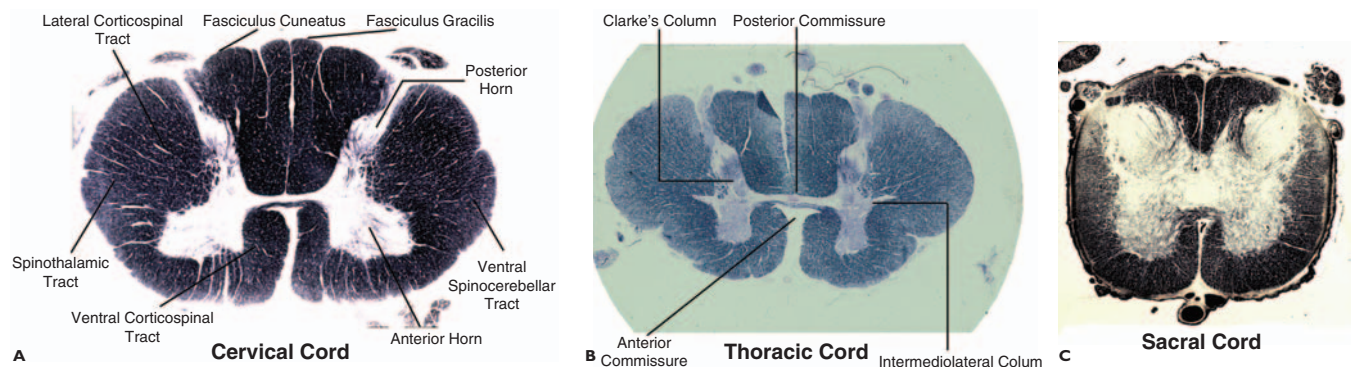 Lateral Corticospinal
Tract
Fasciculus Cuneatus
Fasciculus Gracilis
Posterior
Horn
Spinothalamic
Tract
Ventral Corticospinal
Tract
Anterior Horn
Ventral
Spinocerebellar
Tract
A
Cervical Cord
Clarke's Column
Posterior Commissure
Anterior
Commissure
Intermediolateral Colum
B
Thoracic Cord
Sacral Cord
C